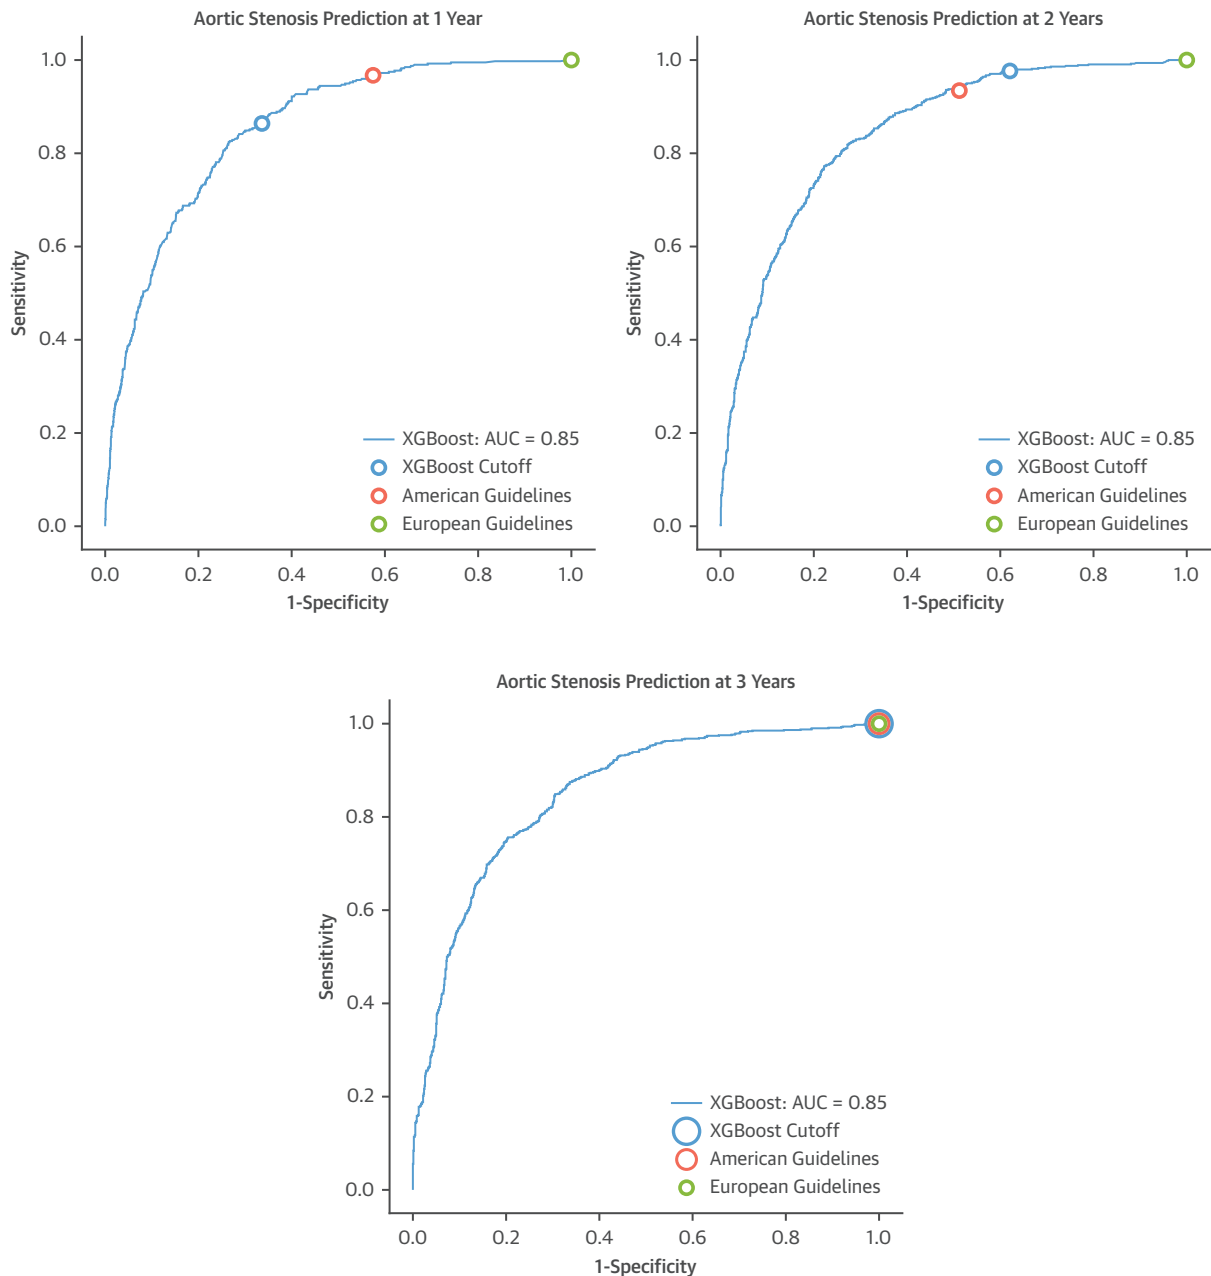 Aortic Stenosis Prediction at 1 Year
Sensitivity
1.0
0.8
0.6
0.4
0.2
0.0
XGBoost: AUC = 0.85
XGBoost Cutoff
American Guidelines
European Guidelines
0.0 0.2 0.4 0.6 0.8 1.0
1-Specificity
Aortic Stenosis Prediction at 2 Years
Sensitivity
1.0
0.8
0.6
0.4
0.2
0.0
XGBoost: AUC = 0.85
XGBoost Cutoff
American Guidelines
European Guidelines
0.0 0.2 0.4 0.6 0.8 1.0
1-Specificity
Aortic Stenosis Prediction at 3 Years
Sensitivity
1.0
0.8
0.6
0.4
0.2
0.0
XGBoost: AUC = 0.85
XGBoost Cutoff
American Guidelines
European Guidelines
0.0 0.2 0.4 0.6 0.8 1.0
1-Specificity